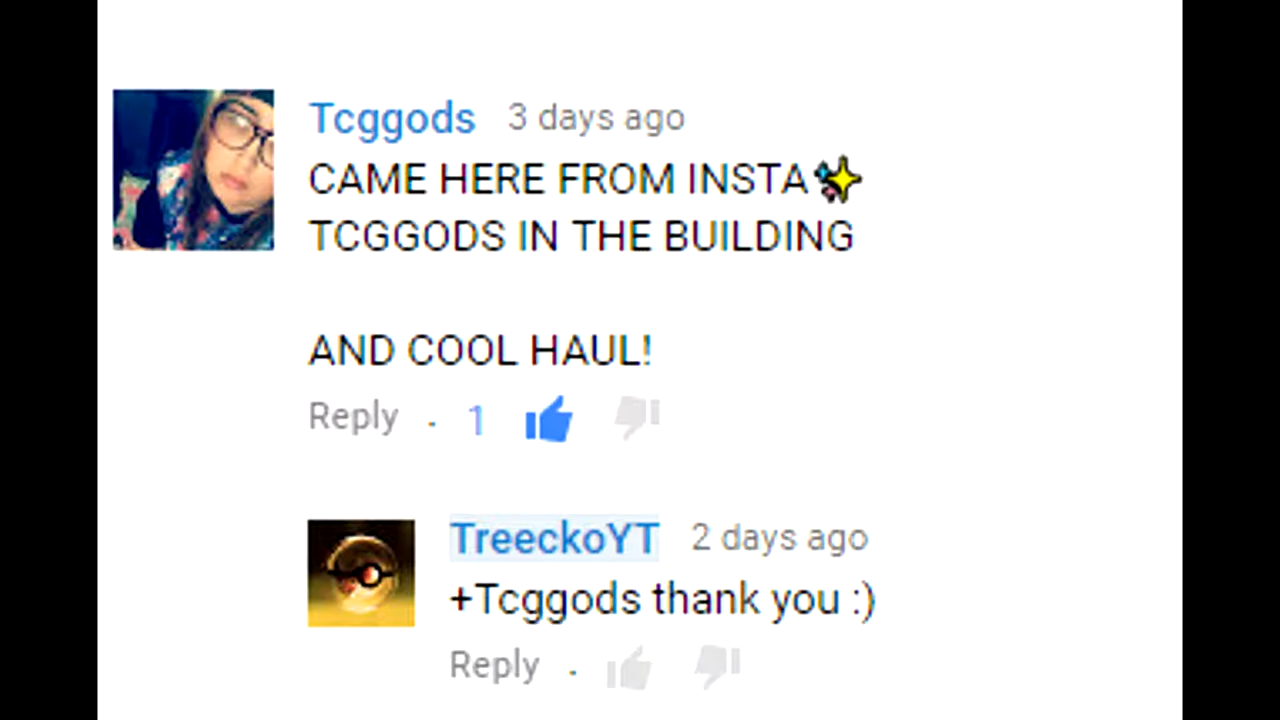 Tcggods 3 days ago
CAME HERE FROM INSTA✨
TCGGODS IN THE BUILDING
AND COOL HAUL!
Reply · 1
TreeckoYT 2 days ago
+Tcggods thank you :)
Reply ·